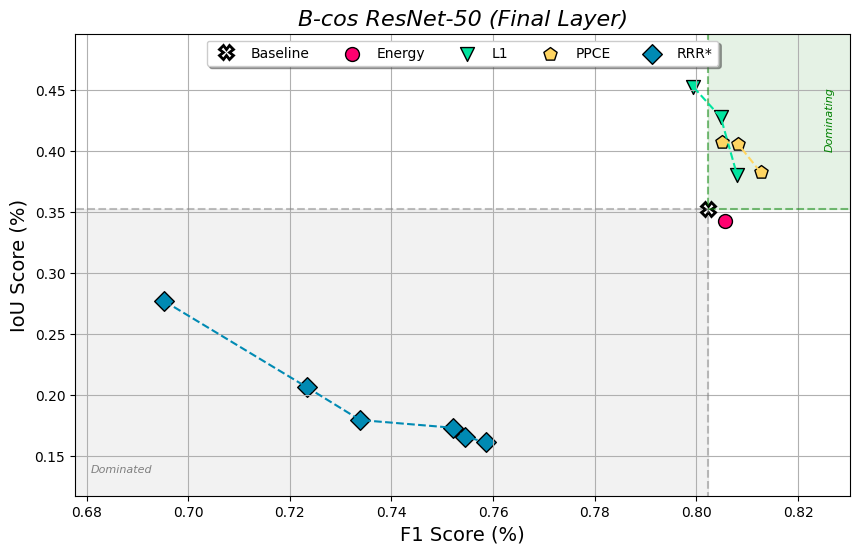 B-cos ResNet-50 (Final Layer)
Baseline Energy L1 PPCE RRR*
Dominating
0.45
0.40
0.35
0.30
0.25
0.20
0.15
IoU Score (%)
Dominated
0.68 0.70 0.72 0.74 0.76 0.78 0.80 0.82
F1 Score (%)